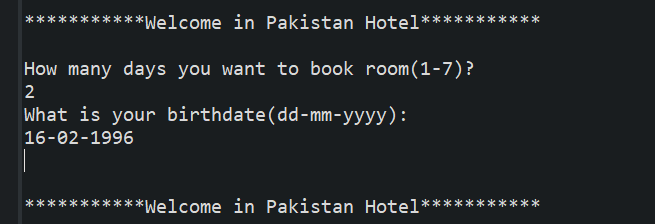 ***********Welcome in Pakistan Hotel***********
How many days you want to book room(1-7)?
2
What is your birthdate(dd-mm-yyyy):
16-02-1996
***********Welcome in Pakistan Hotel***********